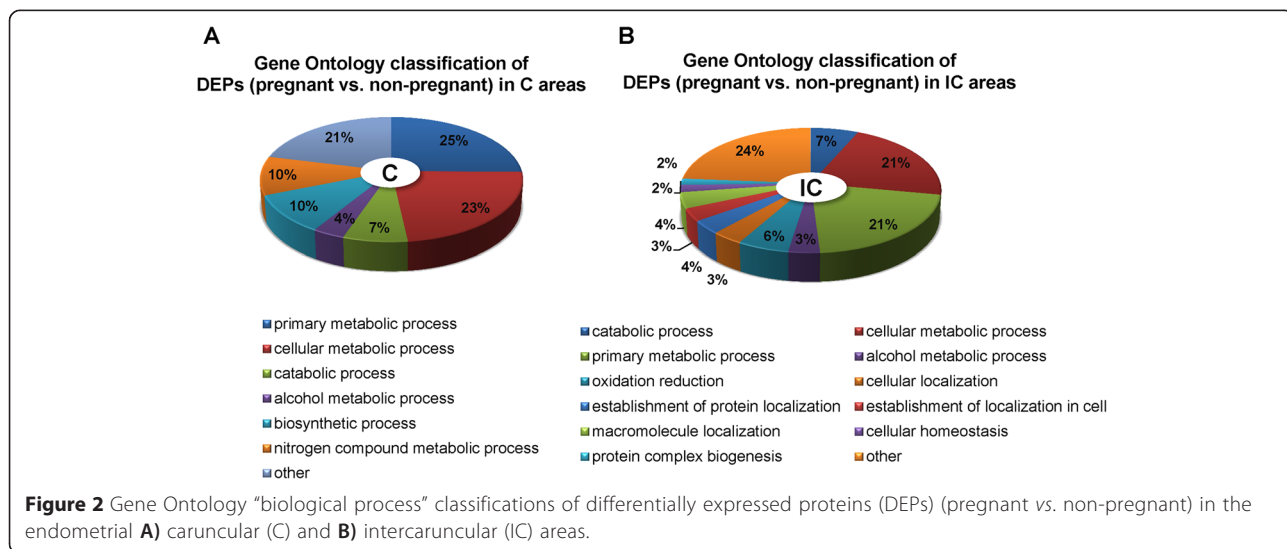 A
Gene Ontology classification of
DEPs (pregnant vs. non-pregnant) in C areas
21%
25%
C
10%
10%
4%
7%
23%
primary metabolic process
cellular metabolic process
catabolic process
alcohol metabolic process
biosynthetic process
nitrogen compound metabolic process
other
B
Gene Ontology classification of
DEPs (pregnant vs. non-pregnant) in IC areas
24%
7%
21%
IC
2%
2%
4%
3%
4%
3%
6%
3%
21%
catabolic process
cellular metabolic process
primary metabolic process
alcohol metabolic process
oxidation reduction
cellular localization
establishment of protein localization
establishment of localization in cell
macromolecule localization
cellular homeostasis
protein complex biogenesis
other
Figure 2 Gene Ontology “biological process” classifications of differentially expressed proteins (DEPs) (pregnant vs. non-pregnant) in the
endometrial A) caruncular (C) and B) intercaruncular (IC) areas.